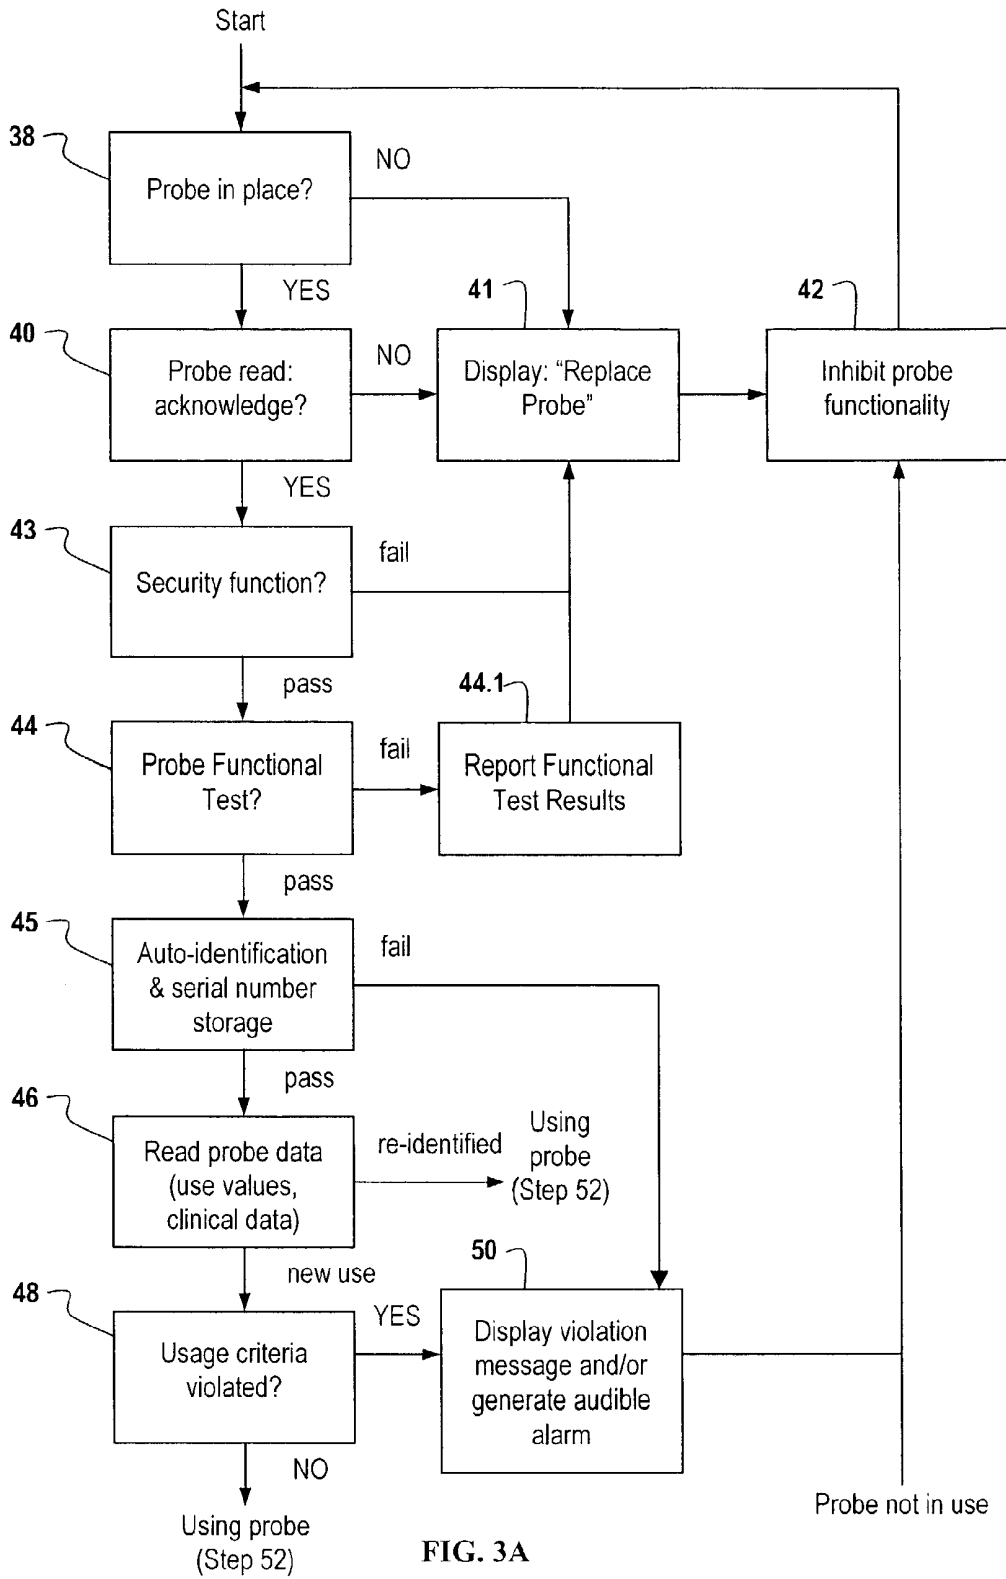 Start
38
Probe in place?
NO
YES
41
42
40
Probe read:
acknowledge?
NO
Display: “Replace
Probe”
Inhibit probe
functionality
YES
43
Security function?
fail
pass
44.1
44
Probe Functional
Test?
fail
Report Functional
Test Results
pass
45
Auto-identification
& serial number
storage
fail
pass
46
Read probe data
(use values,
clinical data)
re-identified
Using
probe
(Step 52)
new use
50
48
Usage criteria
violated?
YES
Display violation
message and/or
generate audible
alarm
NO
Probe not in use
Using probe
(Step 52)
FIG. 3A